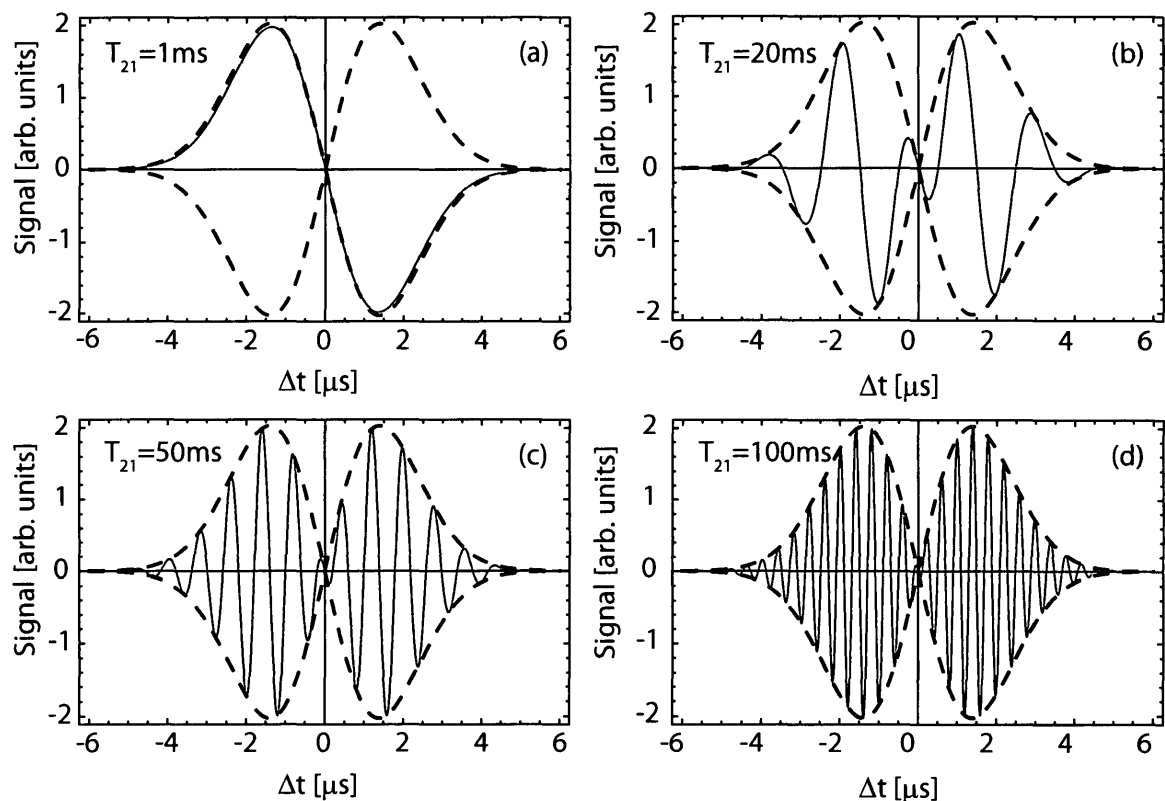 2
1
0
-1
-2
Signal [arb. units]
T21=1ms
(a)
-6 -4 -2 0 2 4 6
Δt [μs]
2
1
0
-1
-2
Signal [arb. units]
T21=20ms
(b)
-6 -4 -2 0 2 4 6
Δt [μs]
2
1
0
-1
-2
Signal [arb. units]
T21=50ms
(c)
-6 -4 -2 0 2 4 6
Δt [μs]
2
1
0
-1
-2
Signal [arb. units]
T21=100ms
(d)
-6 -4 -2 0 2 4 6
Δt [μs]